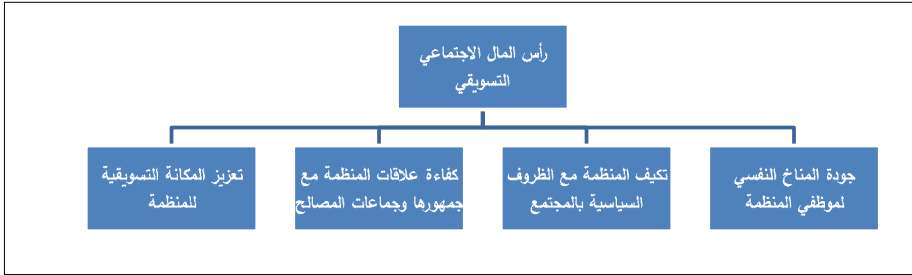 رأس المال الاجتماعي
التسويقي
جودة المناخ النفسي
لموظفي المنظمة
تكيف المنظمة مع الظروف
السياسية بالمجتمع
كفاءة علاقات المنظمة مع
جمهورها وجماعات المصالح
تعزيز المكانة التسويقية
للمنظمة